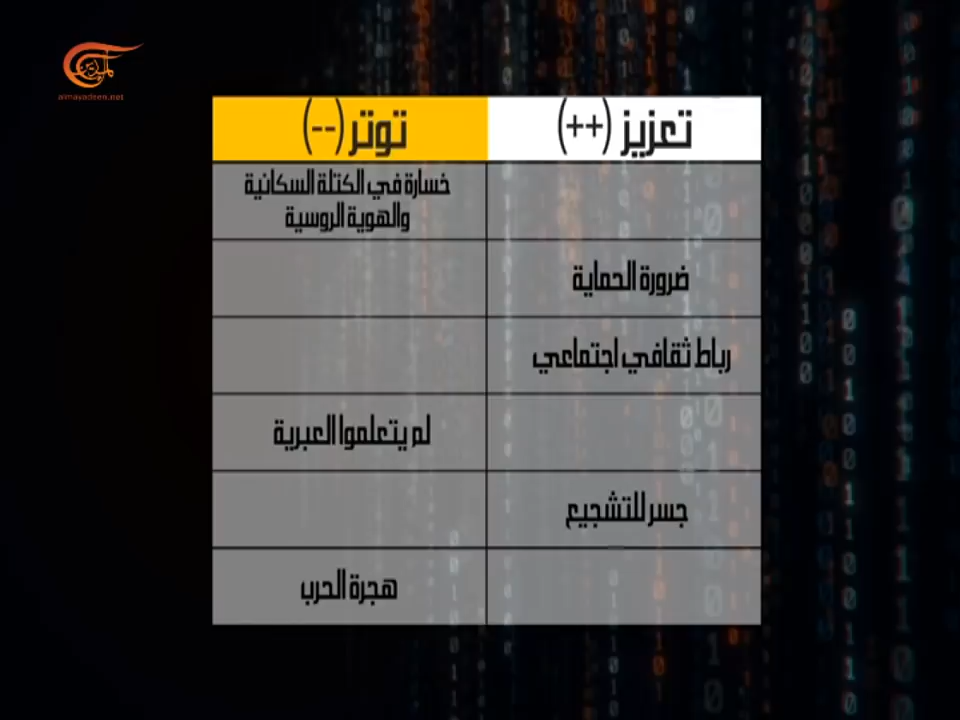 الميادين
almayadeen.net
تعزيز (++)
توتر (--)
خسارة في الكتلة السكانية
والهوية الروسية
ضرورة الحماية
رباط ثقافي اجتماعي
لم يتعلموا العبرية
جسر للتشجيع
هجرة الحرب